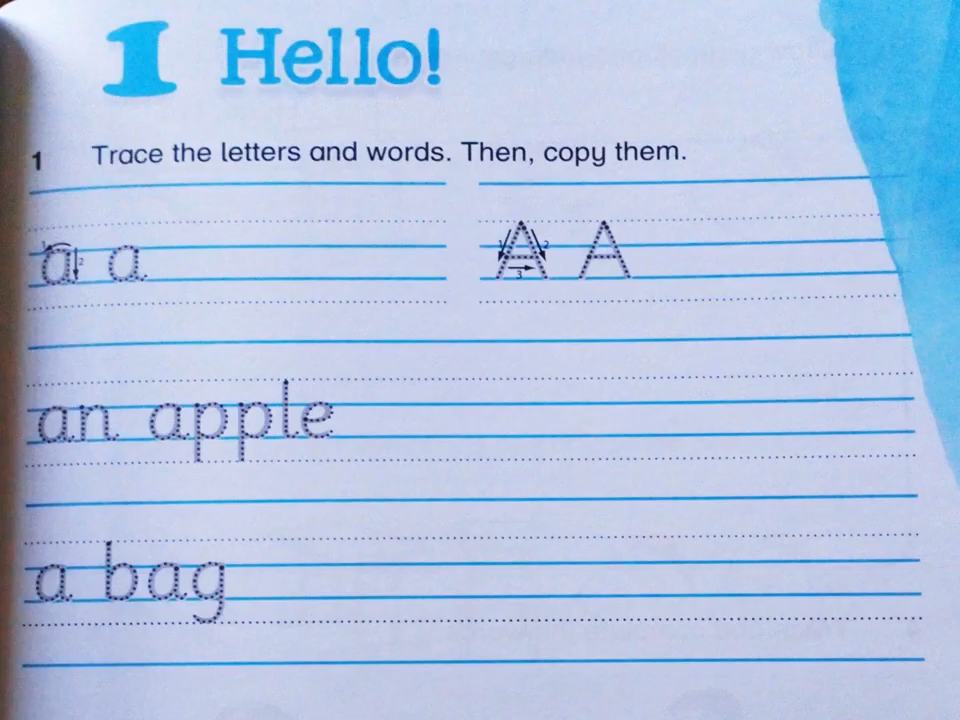 1 Hello!
1 Trace the letters and words. Then, copy them.
a a A A
an apple
a bag